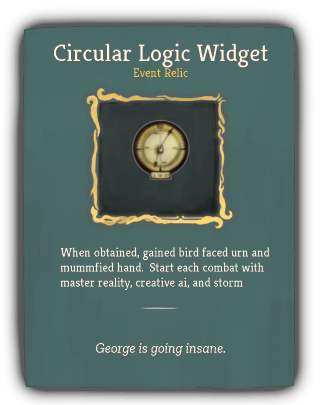 Circular Logic Widget
Event Relic
When obtained, gained bird faced urn and
mummfied hand. Start each combat with
master reality, creative ai, and storm
George is going insane.